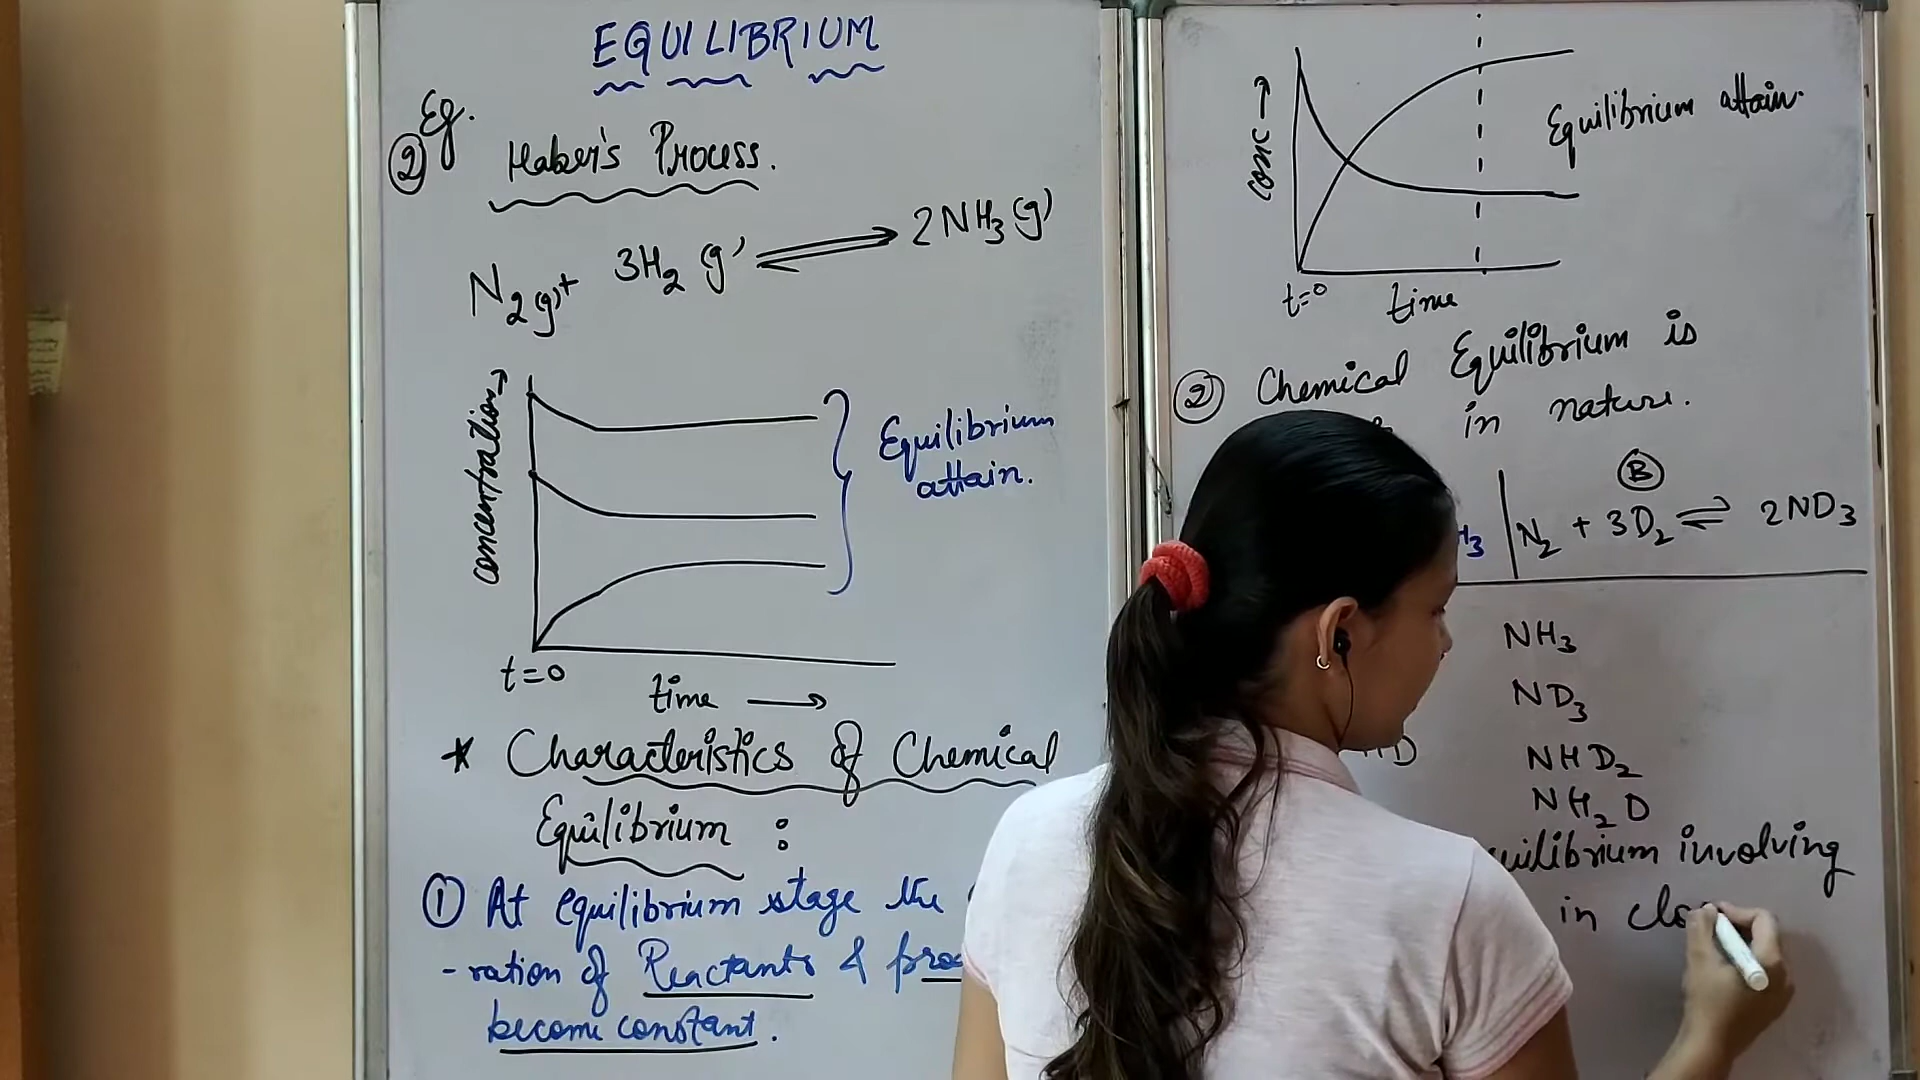 EQUILIBRIUM
Eg.
② Haber's Process.
N2(g) + 3H2(g) ⇌ 2NH3(g)
concentration →
Equilibrium
attain.
t=0
time →
* Characteristics of Chemical
Equilibrium :
① At equilibrium stage the
-ration of Reactants &
become constant.
conc →
Equilibrium attain.
t=0
time
② Chemical Equilibrium is
in nature.
Ⓑ
H3 | N2 + 3D2 ⇌ 2ND3
NH3
ND3
HD
NHD2
NH2D
uilibrium involving
in clo